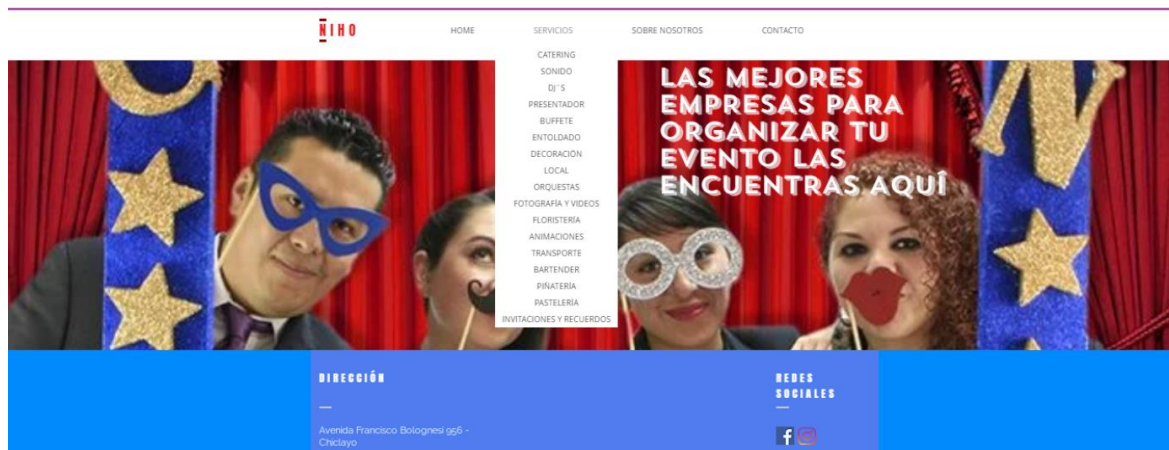 NIHO
HOME
SERVICIOS
SOBRE NOSOTROS
CONTACTO
CATERING
SONIDO
DJ´S
PRESENTADOR
BUFFETE
ENTOLDADO
DECORACIÓN
LOCAL
ORQUESTAS
FOTOGRAFÍA Y VIDEOS
FLORISTERÍA
ANIMACIONES
TRANSPORTE
BARTENDER
PIÑATERÍA
PASTELERÍA
INVITACIONES Y RECUERDOS
LAS MEJORES
EMPRESAS PARA
ORGANIZAR TU
EVENTO LAS
ENCUENTRAS AQUÍ
DIRECCIÓN
Avenida Francisco Bolognesi 956 -
Chiclayo
REDES
SOCIALES